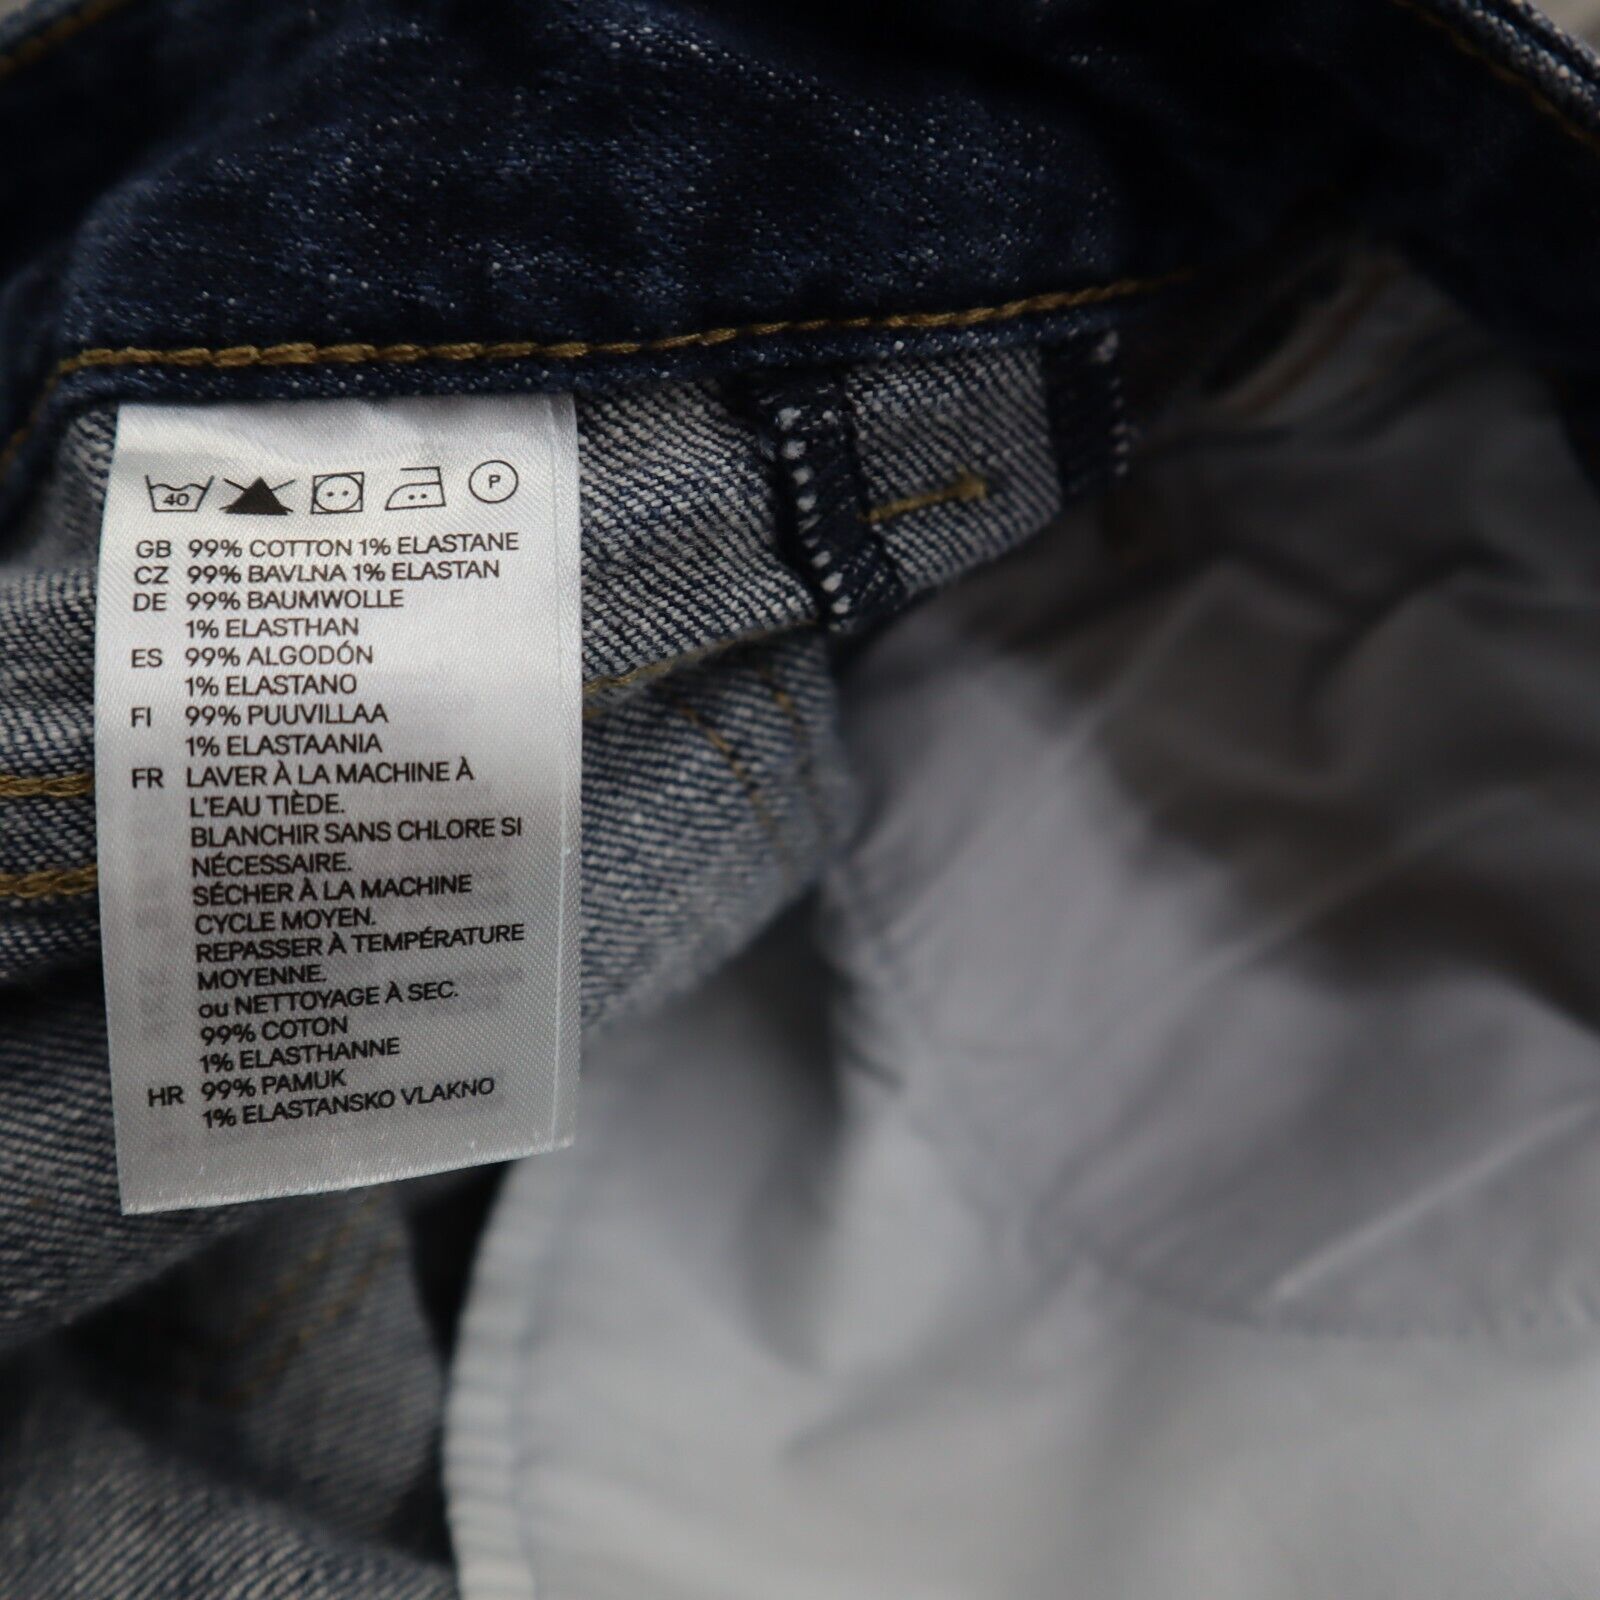 40 P
GB 99% COTTON 1% ELASTANE
CZ 99% BAVLNA 1% ELASTAN
DE 99% BAUMWOLLE
1% ELASTHAN
ES 99% ALGODÓN
1% ELASTANO
FI 99% PUUVILLAA
1% ELASTAANIA
FR LAVER À LA MACHINE À
L'EAU TIÈDE.
BLANCHIR SANS CHLORE SI
NÉCESSAIRE.
SÉCHER À LA MACHINE
CYCLE MOYEN.
REPASSER À TEMPÉRATURE
MOYENNE.
ou NETTOYAGE À SEC.
99% COTON
1% ELASTHANNE
HR 99% PAMUK
1% ELASTANSKO VLAKNO